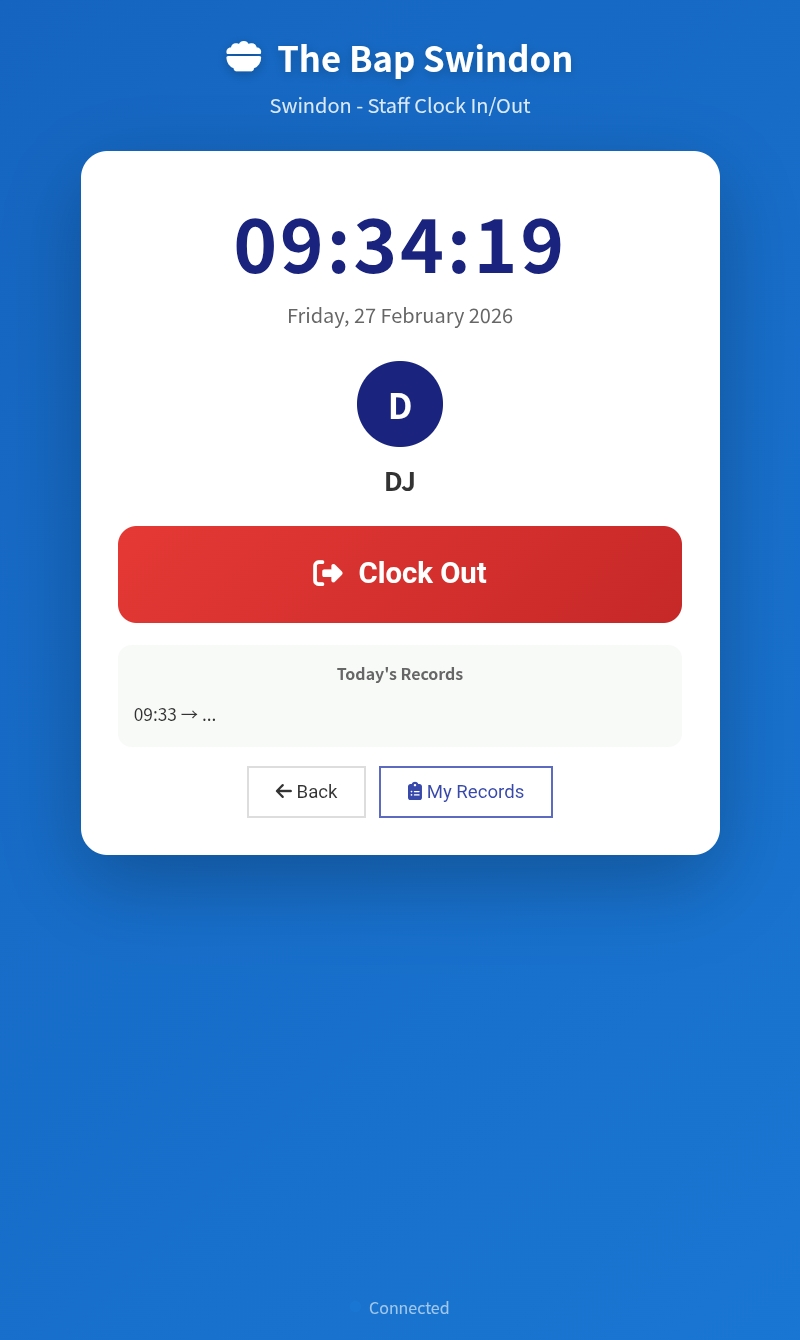 The Bap Swindon
Swindon - Staff Clock In/Out
09:34:19
Friday, 27 February 2026
D
DJ
Clock Out
Today's Records
09:33 → ...
Back
My Records
Connected